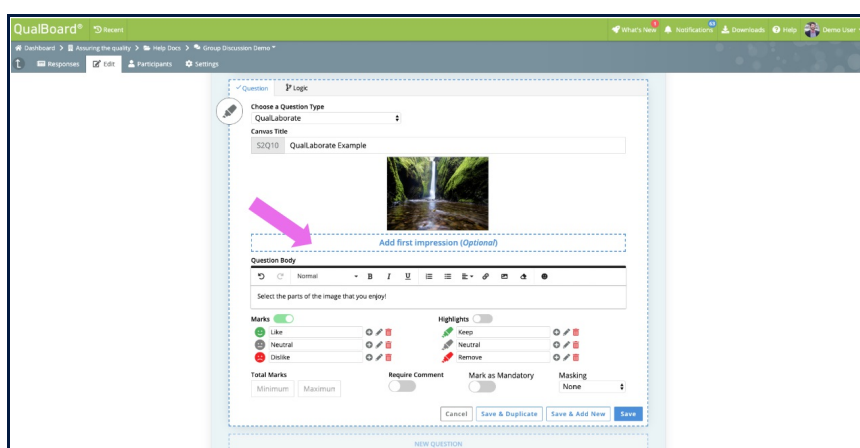 QualBoard® Recent What's New Notifications 63 Downloads Help Demo User
Dashboard > Assuring the quality > Help Docs > Group Discussion Demo
Responses Edit Participants Settings
Question Logic
Choose a Question Type
QualLaborate
Canvas Title
S2Q10 QualLaborate Example
Add first impression (Optional)
Question Body
Normal B I U
Select the parts of the image that you enjoy!
Marks Highlights
Like Keep
Neutral Neutral
Dislike Remove
Total Marks Require Comment Mark as Mandatory Masking
Minimum Maximun None
Cancel Save & Duplicate Save & Add New Save
NEW QUESTION